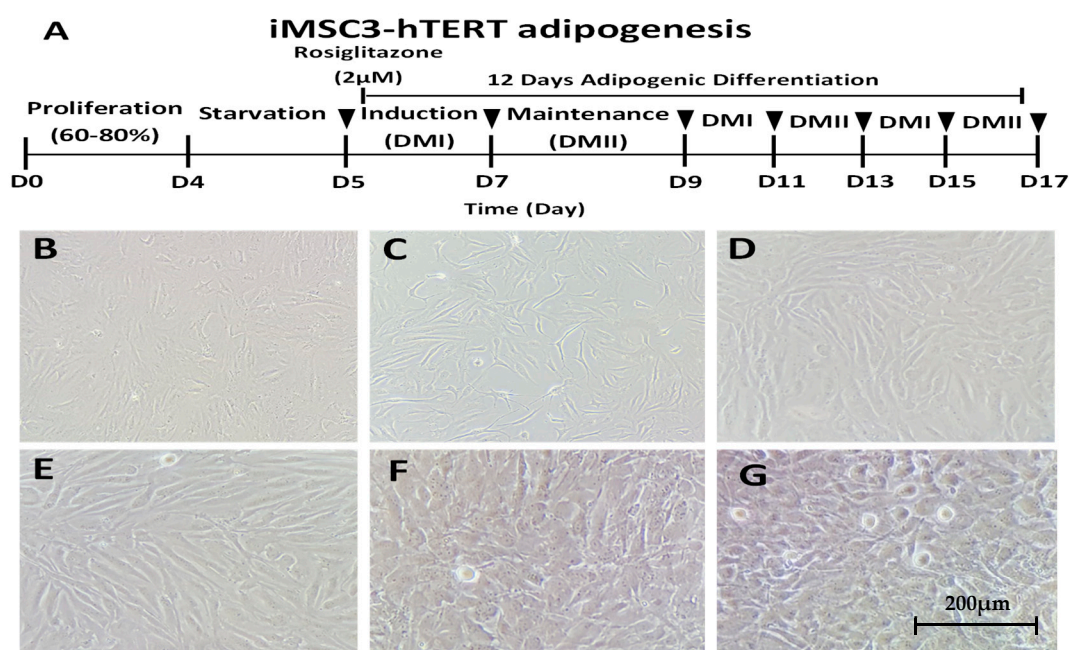 A
iMSC3-hTERT adipogenesis
Rosiglitazone
(2µM)
12 Days Adipogenic Differentiation
Proliferation
(60-80%)
Starvation
Induction
(DMI)
Maintenance
(DMII)
DMI
DMII
DMI
DMII
D0
D4
D5
D7
D9
D11
D13
D15
D17
Time (Day)
B
C
D
E
F
G
200µm